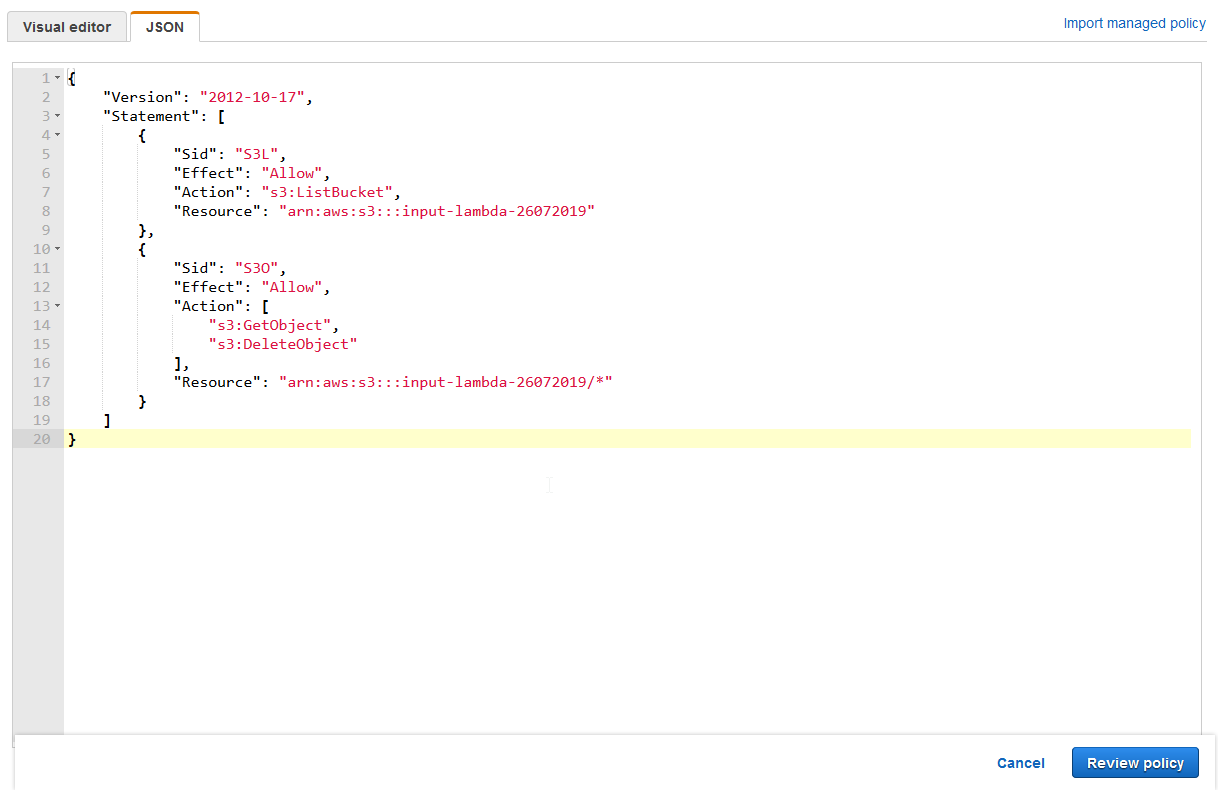 Visual editor JSON Import managed policy
1 {
2 "Version": "2012-10-17",
3 "Statement": [
4 {
5 "Sid": "S3L",
6 "Effect": "Allow",
7 "Action": "s3:ListBucket",
8 "Resource": "arn:aws:s3:::input-lambda-26072019"
9 },
10 {
11 "Sid": "S3O",
12 "Effect": "Allow",
13 "Action": [
14 "s3:GetObject",
15 "s3:DeleteObject"
16 ],
17 "Resource": "arn:aws:s3:::input-lambda-26072019/*"
18 }
19 ]
20 }
Cancel Review policy